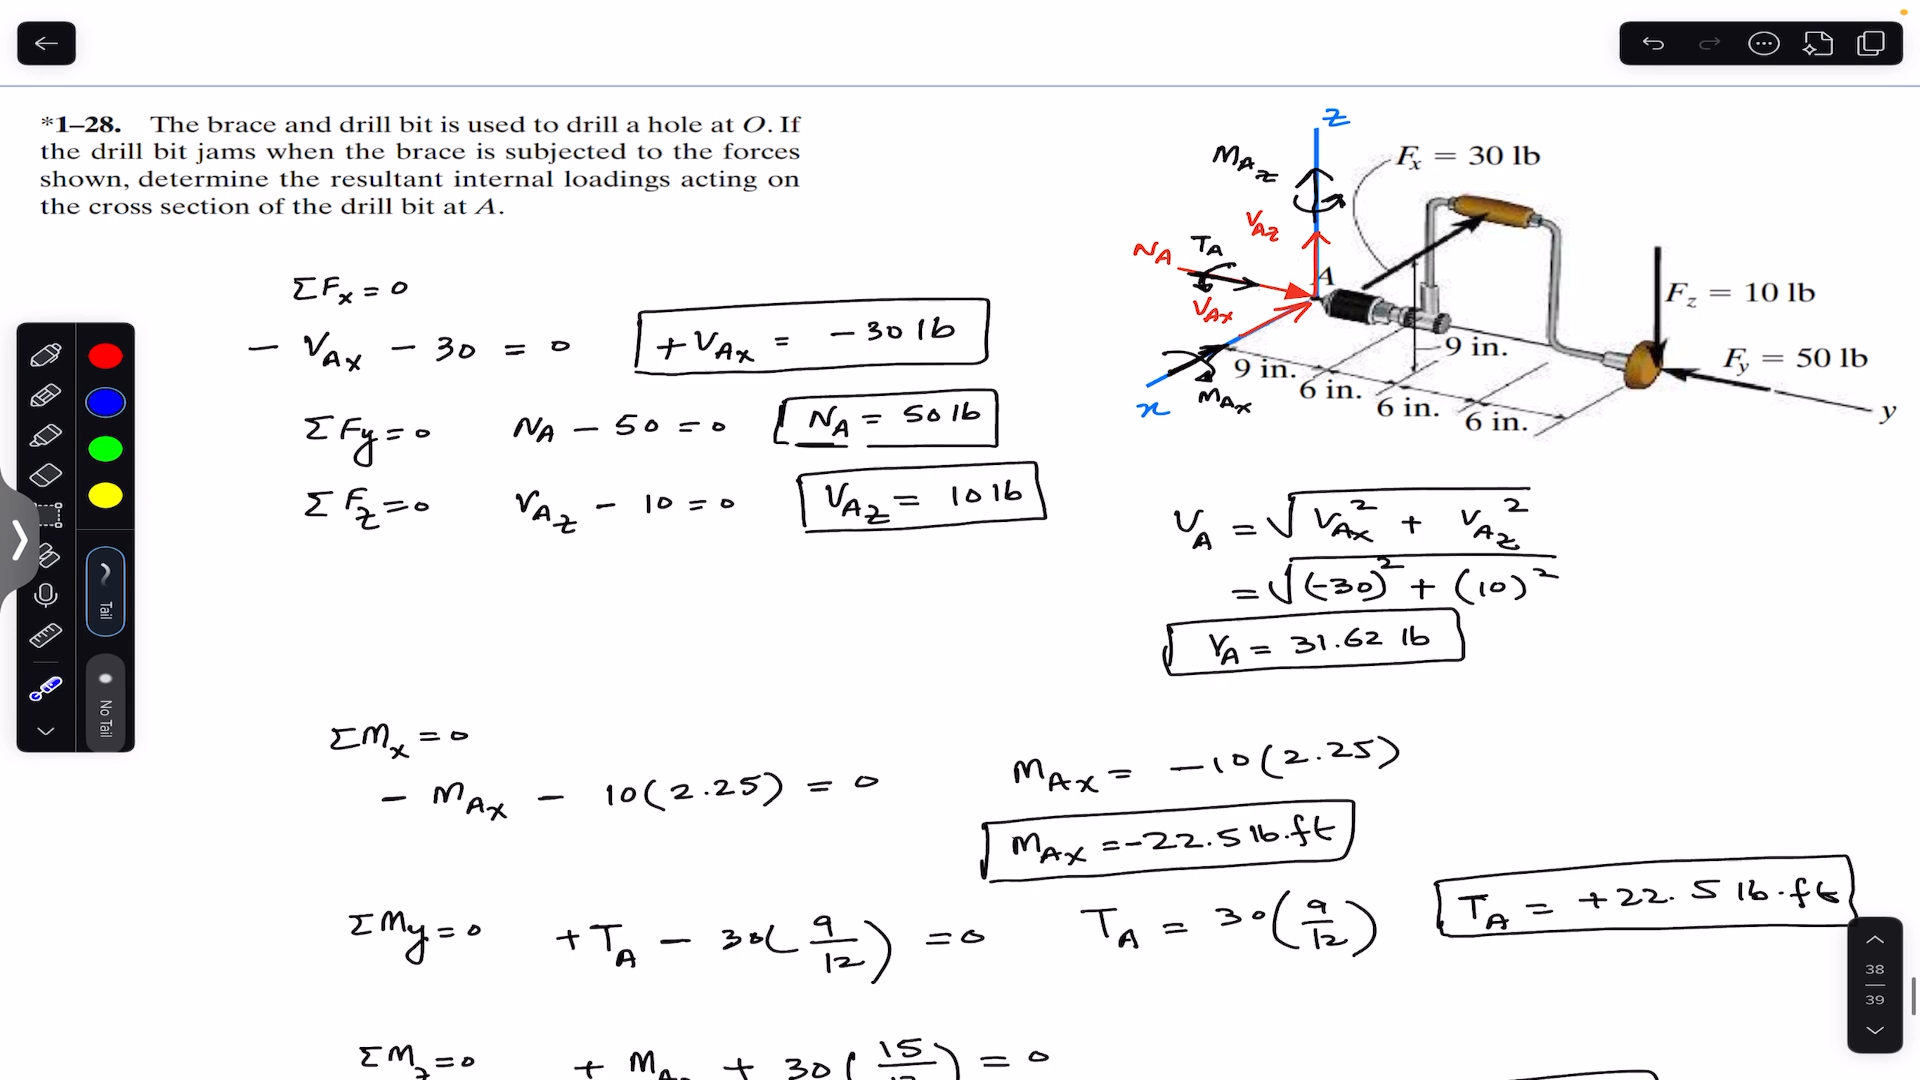 *1–28. The brace and drill bit is used to drill a hole at O. If
the drill bit jams when the brace is subjected to the forces
shown, determine the resultant internal loadings acting on
the cross section of the drill bit at A.
z
M_Az
F_x = 30 lb
V_Az
N_A
T_A
A
V_Ax
F_z = 10 lb
9 in.
F_y = 50 lb
9 in.
6 in.
6 in.
6 in.
x
M_Ax
y
ΣF_x = 0
− V_Ax − 30 = 0
+V_Ax = −30 lb
ΣF_y = 0 N_A − 50 = 0 N_A = 50 lb
ΣF_z = 0 V_Az − 10 = 0 V_Az = 10 lb
V_A = √(V_Ax² + V_Az²)
= √((−30)² + (10)²)
V_A = 31.62 lb
ΣM_x = 0
− M_Ax − 10(2.25) = 0
M_Ax = −10(2.25)
M_Ax = −22.5 lb.ft
ΣM_y = 0 +T_A − 30(9/12) = 0 T_A = 30(9/12) T_A = +22.5 lb.ft
ΣM_z = 0 + M + 30(15/ ) = 0
Tail
No Tail
38
39